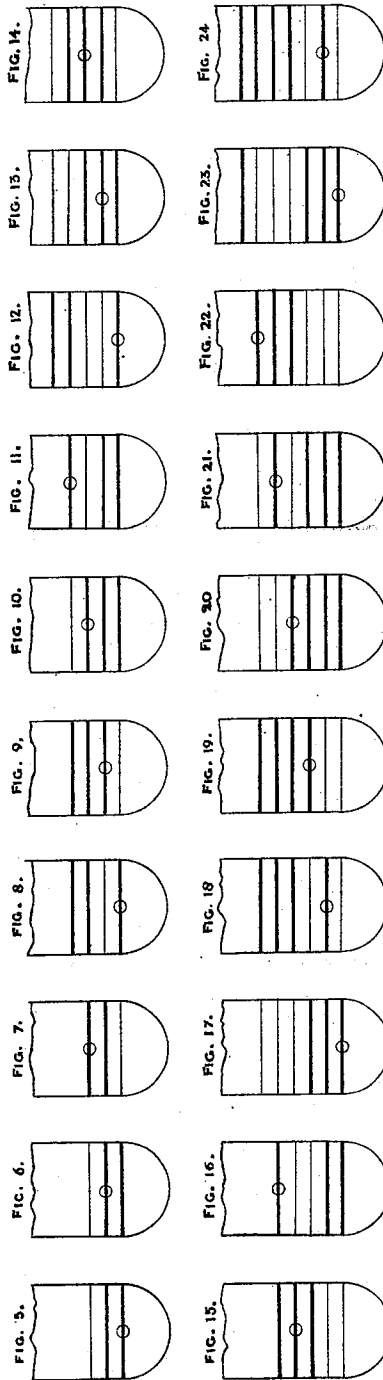 FIG. 5.
FIG. 6.
FIG. 7.
FIG. 8.
FIG. 9.
FIG. 10.
FIG. 11.
FIG. 12.
FIG. 13.
FIG. 14.
FIG. 15.
FIG. 16.
FIG. 17.
FIG. 18
FIG. 19.
FIG. 20
FIG. 21.
FIG. 22.
FIG. 23.
FIG. 24